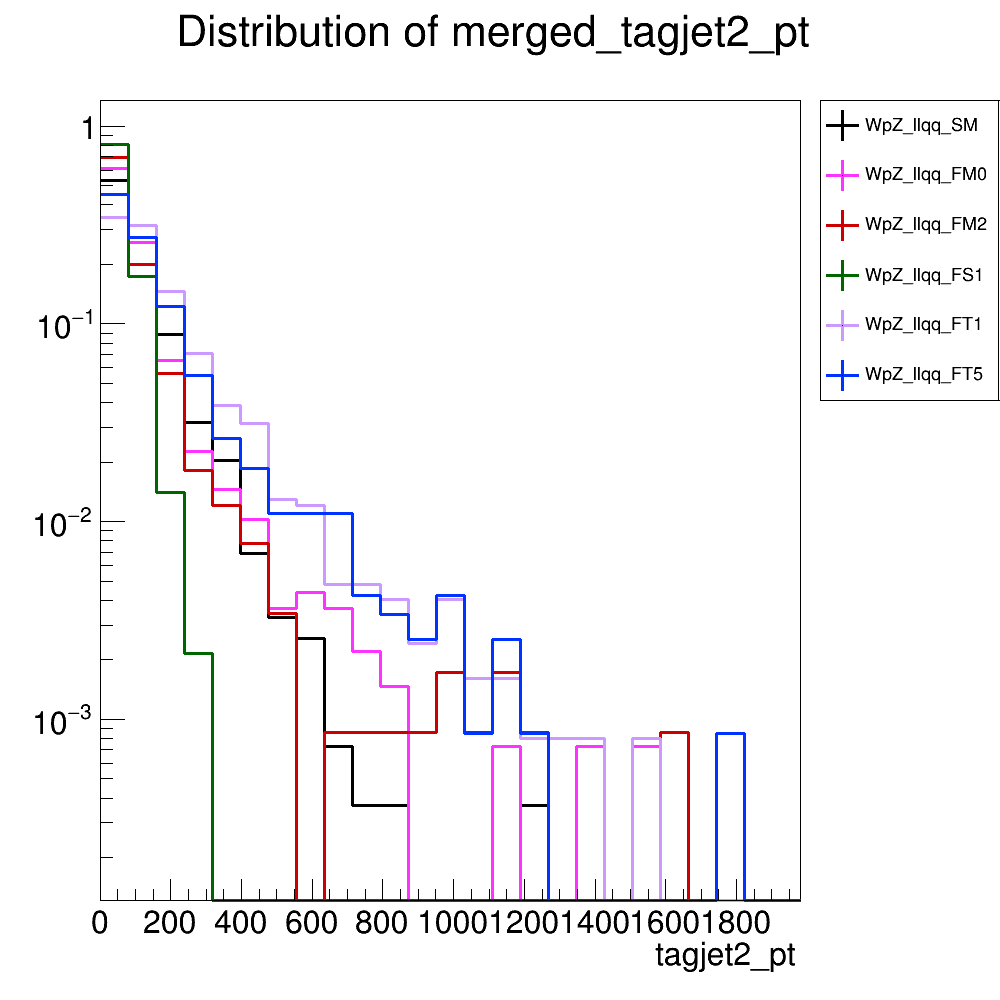 Distribution of merged_tagjet2_pt
WpZ_llqq_SM
WpZ_llqq_FM0
WpZ_llqq_FM2
WpZ_llqq_FS1
WpZ_llqq_FT1
WpZ_llqq_FT5
1
10⁻¹
10⁻²
10⁻³
0 200 400 600 800 1000 1200 1400 1600 1800
tagjet2_pt